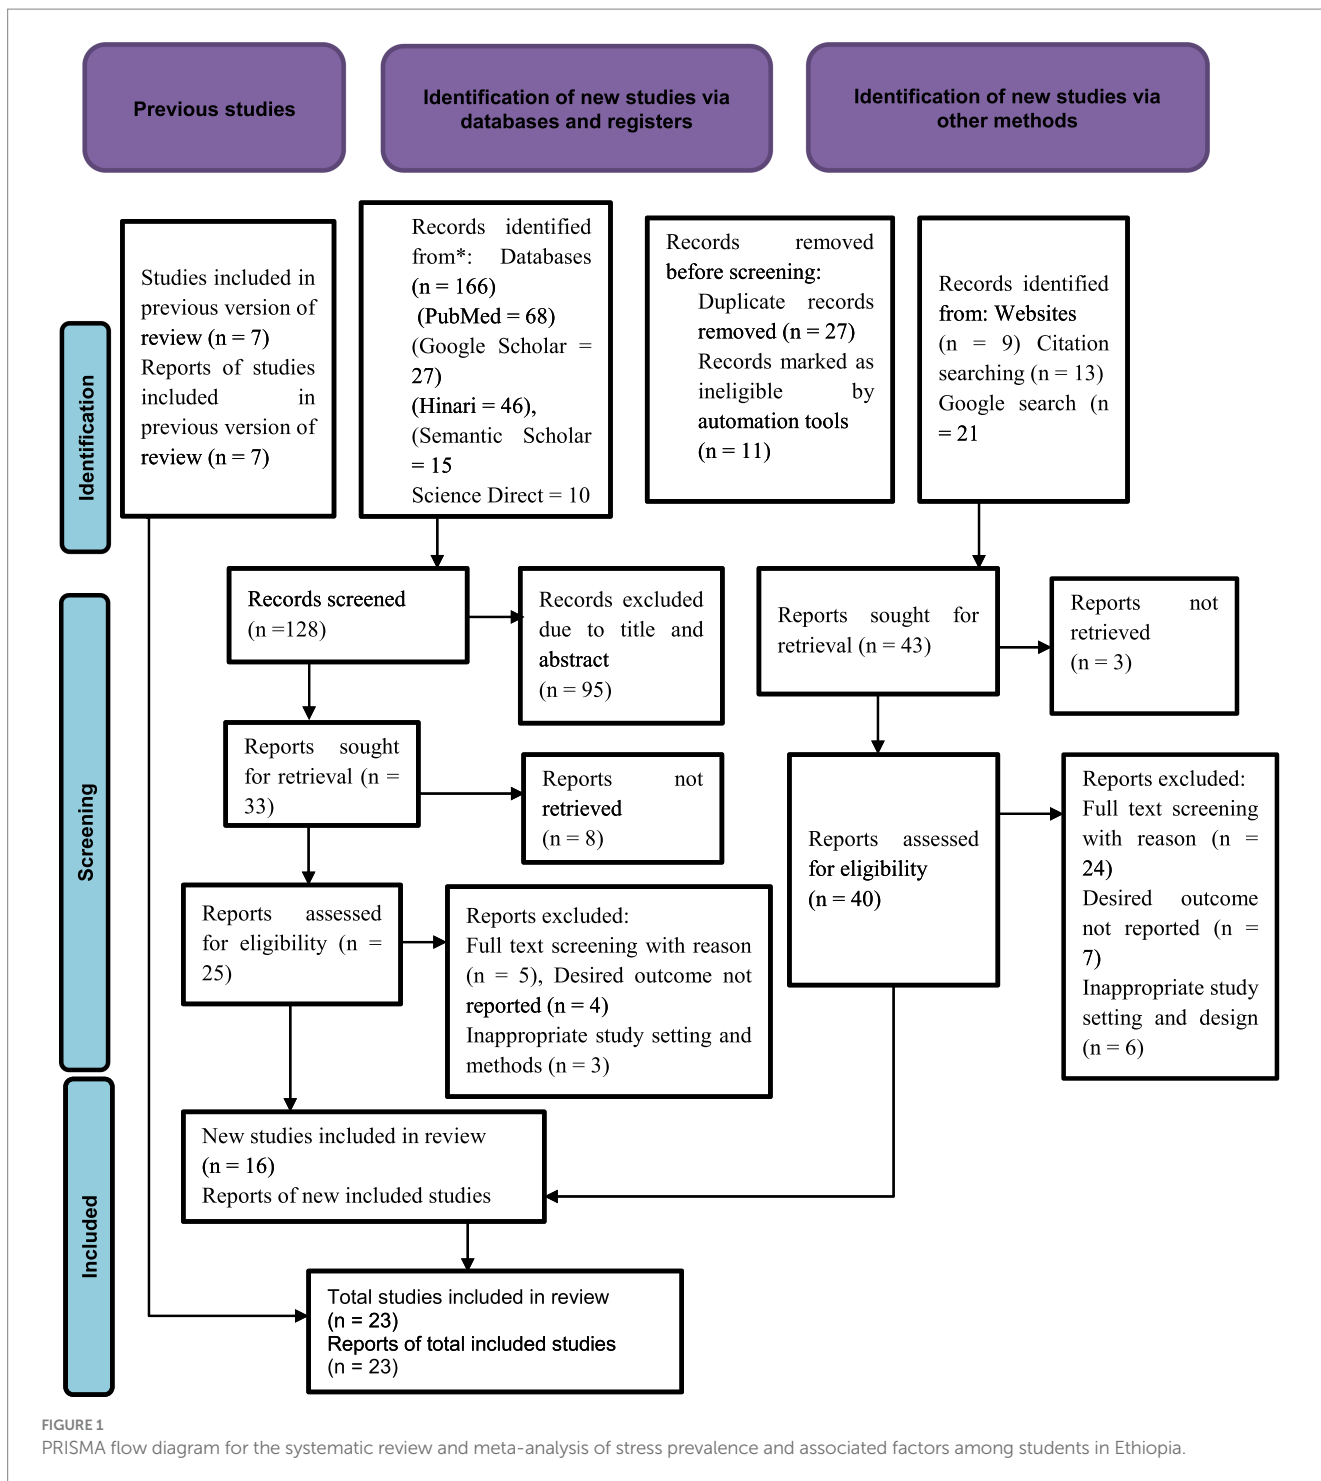 Previous studies
Identification of new studies via
databases and registers
Identification of new studies via
other methods
Identification
Studies included in
previous version of
review (n = 7)
Reports of studies
included in
previous version of
review (n = 7)
Records identified
from*: Databases
(n = 166)
(PubMed = 68)
(Google Scholar =
27)
(Hinari = 46),
(Semantic Scholar
= 15
Science Direct = 10
Records removed
before screening:
Duplicate records
removed (n = 27)
Records marked as
ineligible by
automation tools
(n = 11)
Records identified
from: Websites
(n = 9) Citation
searching (n = 13)
Google search (n
= 21
Screening
Records screened
(n =128)
Records excluded
due to title and
abstract
(n = 95)
Reports sought for
retrieval (n = 43)
Reports not
retrieved
(n = 3)
Reports sought
for retrieval (n =
33)
Reports not
retrieved
(n = 8)
Reports assessed
for eligibility
(n = 40)
Reports excluded:
Full text screening
with reason (n =
24)
Desired outcome
not reported (n =
7)
Inappropriate study
setting and design
(n = 6)
Reports assessed
for eligibility (n =
25)
Reports excluded:
Full text screening with reason
(n = 5), Desired outcome not
reported (n = 4)
Inappropriate study setting and
methods (n = 3)
Included
New studies included in review
(n = 16)
Reports of new included studies
Total studies included in review
(n = 23)
Reports of total included studies
(n = 23)
FIGURE 1
PRISMA flow diagram for the systematic review and meta-analysis of stress prevalence and associated factors among students in Ethiopia.